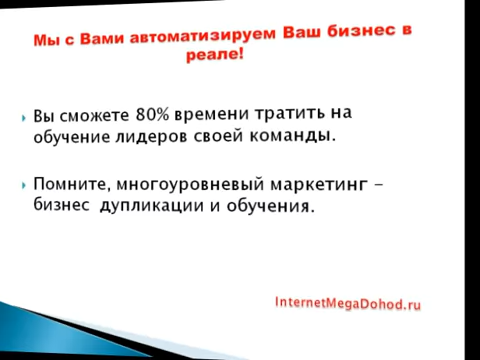 Мы с Вами автоматизируем Ваш бизнес в
реале!
Вы сможете 80% времени тратить на
обучение лидеров своей команды.
Помните, многоуровневый маркетинг -
бизнес дупликации и обучения.
InternetMegaDohod.ru